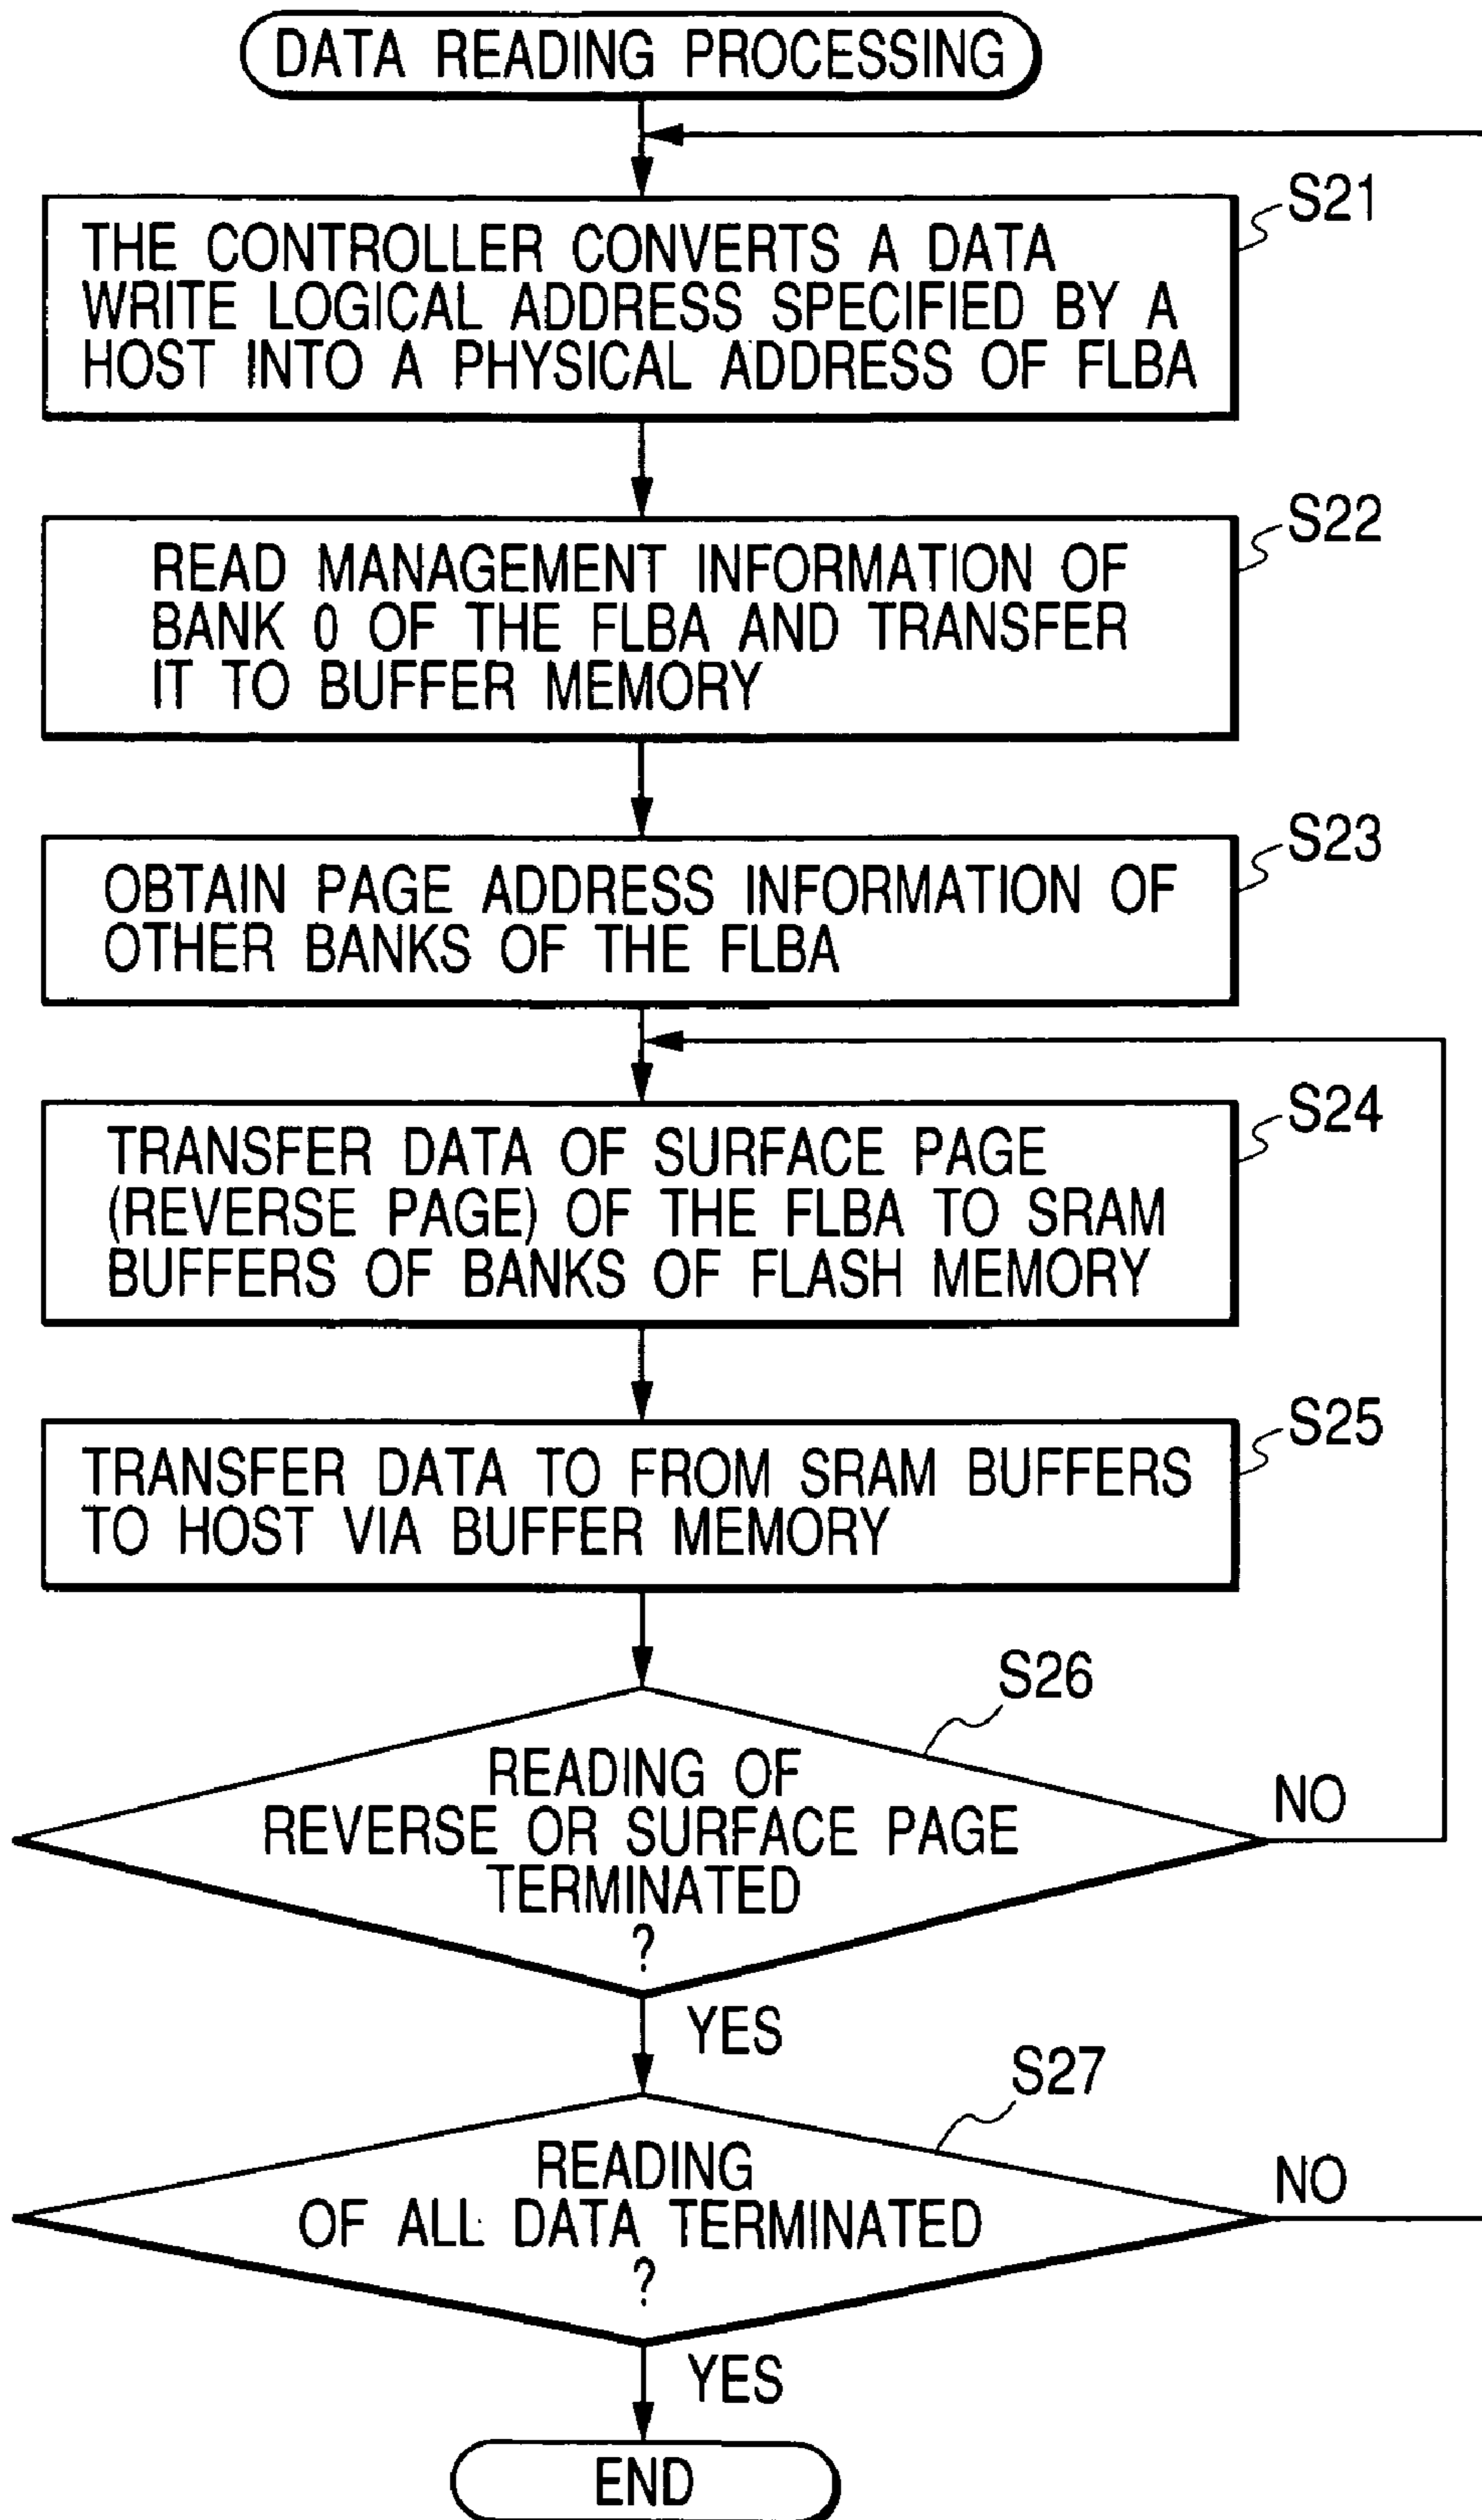 DATA READING PROCESSING
S21
THE CONTROLLER CONVERTS A DATA
WRITE LOGICAL ADDRESS SPECIFIED BY A
HOST INTO A PHYSICAL ADDRESS OF FLBA
S22
READ MANAGEMENT INFORMATION OF
BANK 0 OF THE FLBA AND TRANSFER
IT TO BUFFER MEMORY
S23
OBTAIN PAGE ADDRESS INFORMATION OF
OTHER BANKS OF THE FLBA
S24
TRANSFER DATA OF SURFACE PAGE
(REVERSE PAGE) OF THE FLBA TO SRAM
BUFFERS OF BANKS OF FLASH MEMORY
S25
TRANSFER DATA TO FROM SRAM BUFFERS
TO HOST VIA BUFFER MEMORY
S26
READING OF
REVERSE OR SURFACE PAGE
TERMINATED
?
NO
YES
S27
READING
OF ALL DATA TERMINATED
?
NO
YES
END